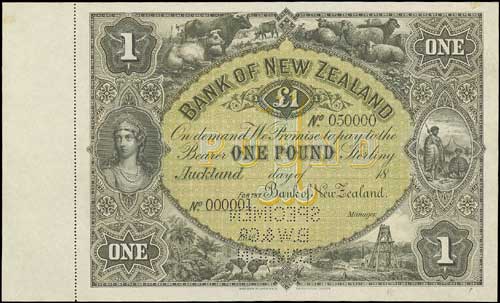 1 ONE
BANK OF NEW ZEALAND
£1
No 050000
On demand We Promise to pay to the
Bearer ONE POUND Sterling
Auckland day of 18
FOR THE Bank of New Zealand.
No 000001
Manager.
SPECIMEN
B.W.&Co
ONE 1